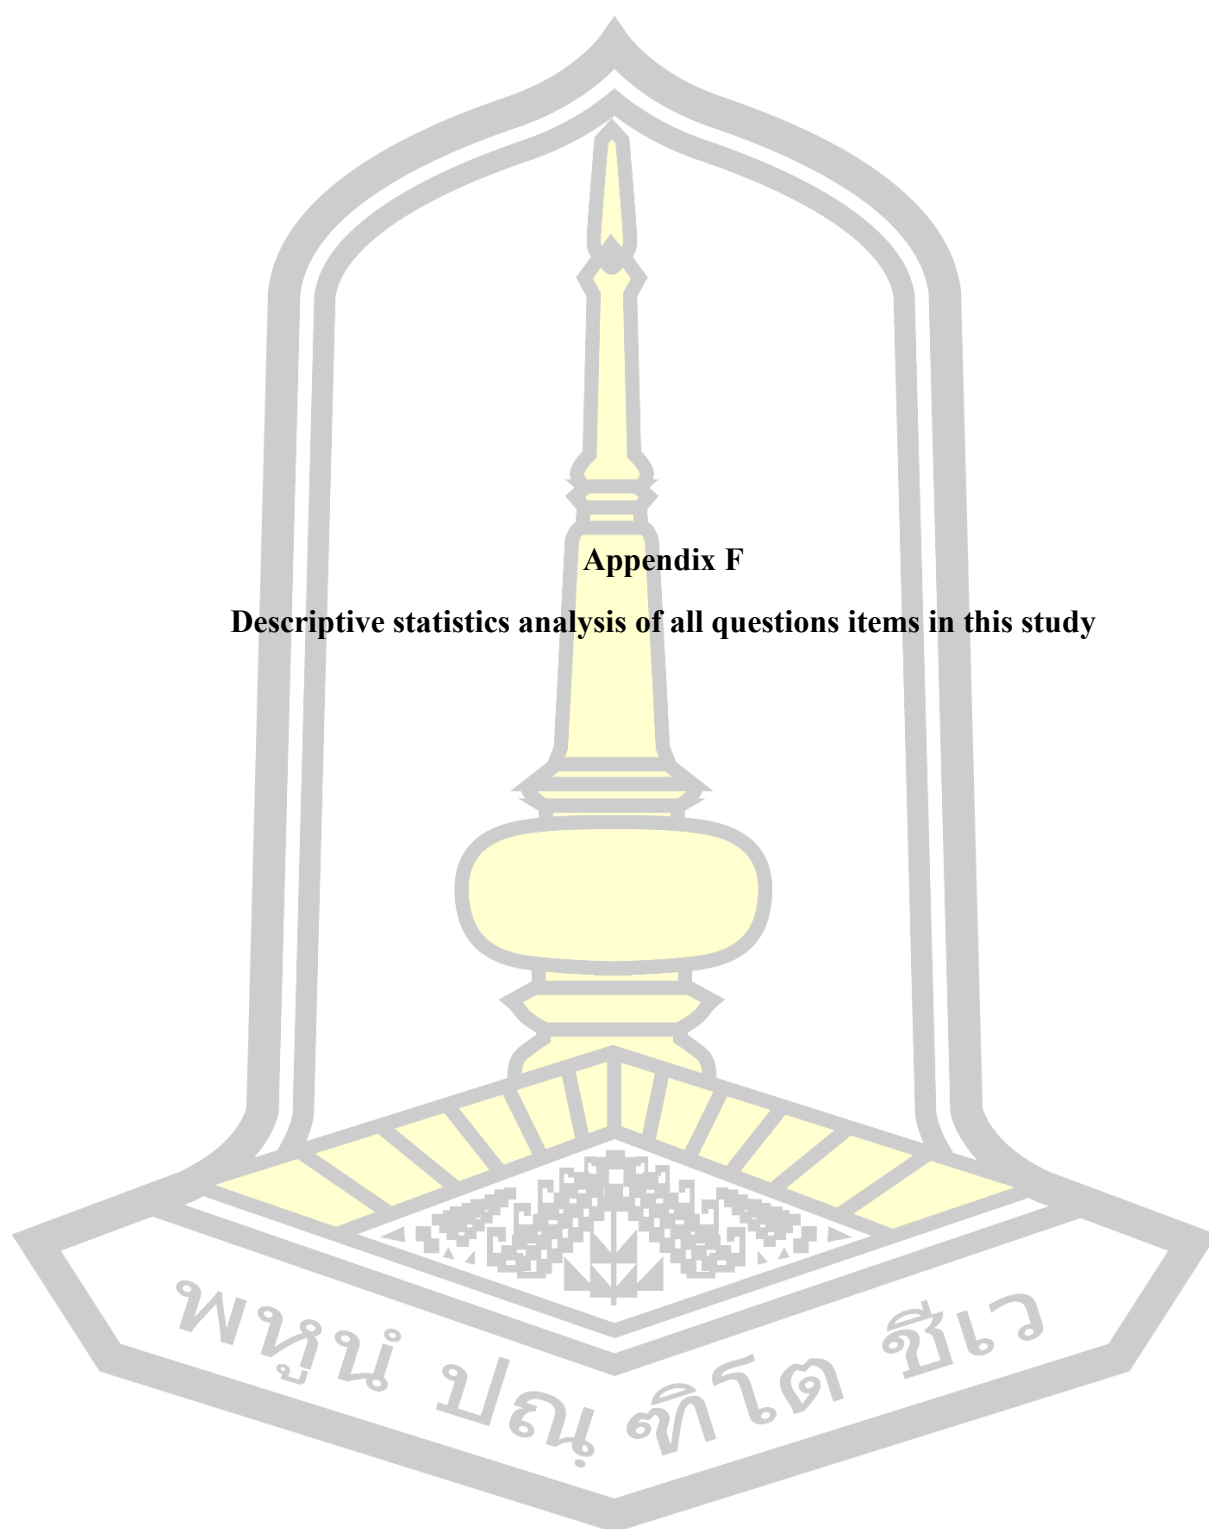 Appendix F
Descriptive statistics analysis of all questions items in this study
พหูนํ ปณฺฑิโต ชีเว